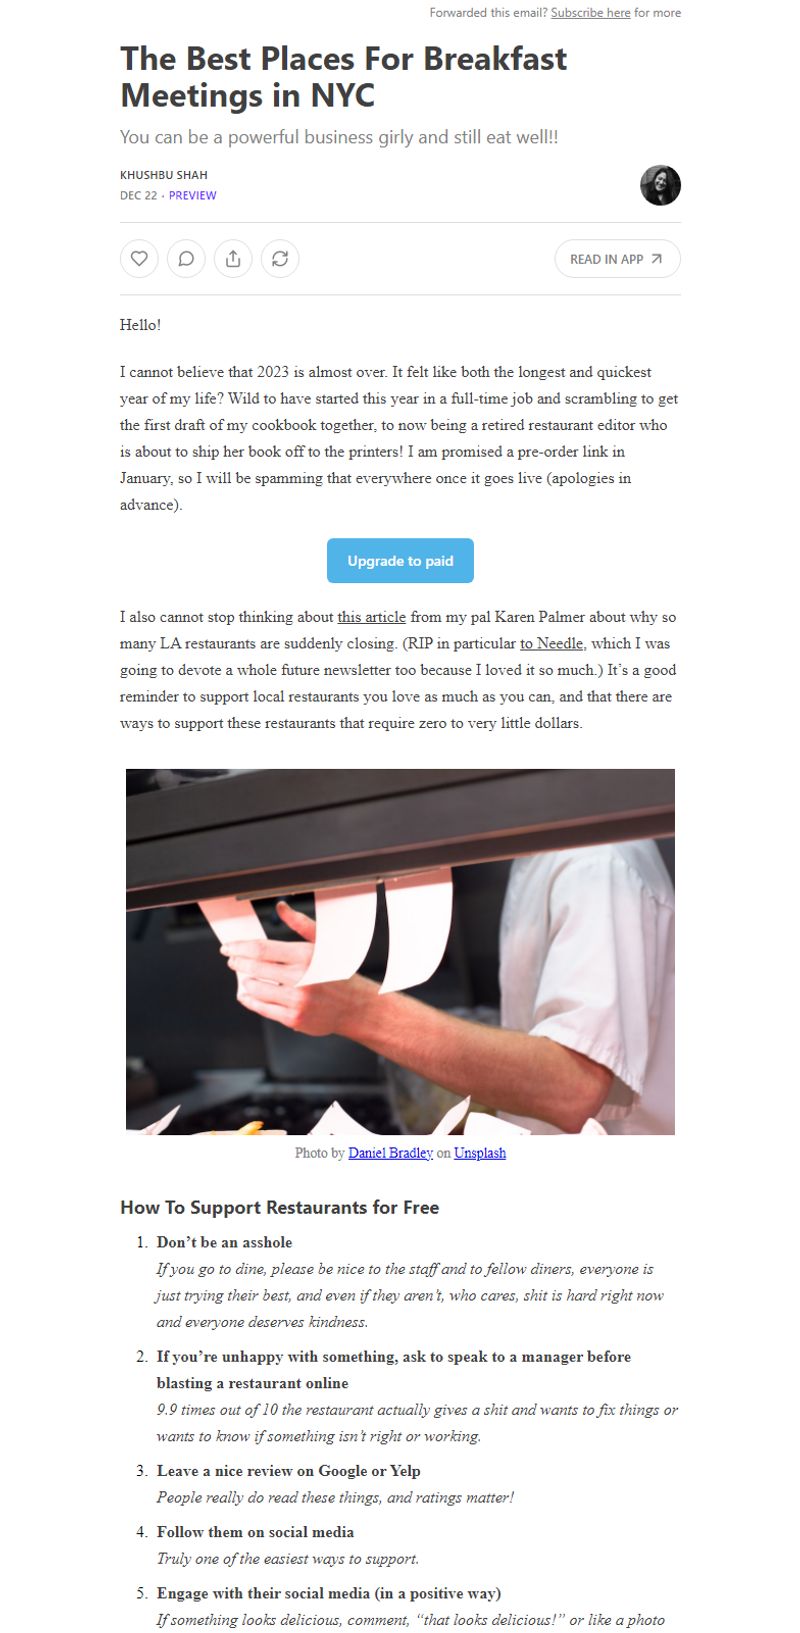 Forwarded this email? Subscribe here for more
The Best Places For Breakfast
Meetings in NYC
You can be a powerful business girly and still eat well!!
KHUSHBU SHAH
DEC 22 • PREVIEW
READ IN APP
Hello!
I cannot believe that 2023 is almost over. It felt like both the longest and quickest
year of my life? Wild to have started this year in a full-time job and scrambling to get
the first draft of my cookbook together, to now being a retired restaurant editor who
is about to ship her book off to the printers! I am promised a pre-order link in
January, so I will be spamming that everywhere once it goes live (apologies in
advance).
Upgrade to paid
I also cannot stop thinking about this article from my pal Karen Palmer about why so
many LA restaurants are suddenly closing. (RIP in particular to Needle, which I was
going to devote a whole future newsletter too because I loved it so much.) It’s a good
reminder to support local restaurants you love as much as you can, and that there are
ways to support these restaurants that require zero to very little dollars.
Photo by Daniel Bradley on Unsplash
How To Support Restaurants for Free
1. Don’t be an asshole
If you go to dine, please be nice to the staff and to fellow diners, everyone is
just trying their best, and even if they aren’t, who cares, shit is hard right now
and everyone deserves kindness.
2. If you’re unhappy with something, ask to speak to a manager before
blasting a restaurant online
9.9 times out of 10 the restaurant actually gives a shit and wants to fix things or
wants to know if something isn’t right or working.
3. Leave a nice review on Google or Yelp
People really do read these things, and ratings matter!
4. Follow them on social media
Truly one of the easiest ways to support.
5. Engage with their social media (in a positive way)
If something looks delicious, comment, “that looks delicious!” or like a photo